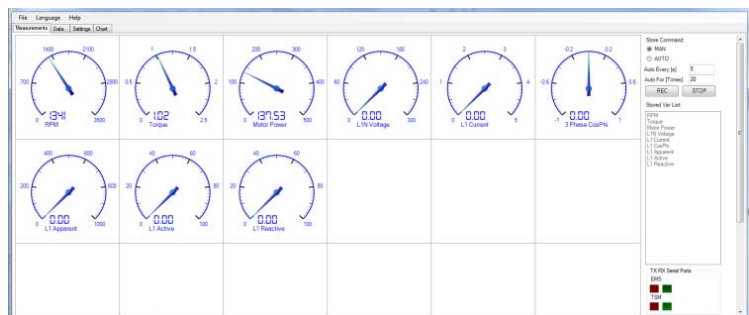 File Language Help
Measurements Data Settings Chart
700 1400 2100 2800
0 1341 3500
RPM
0.5 1 1.5 2
0 1.02 2.5
Torque
100 200 300 400
0 137.53 500
Motor Power
60 120 180 240
0 0.00 300
L1N Voltage
1 2 3 4
0 0.00 5
L1 Current
-0.6 -0.2 0.2 0.6
-1 0.00 1
3 Phase CosPhi
200 400 600 800
0 0.00 1000
L1 Apparent
20 40 60 80
0 0.00 100
L1 Active
20 40 60 80
0 0.00 100
L1 Reactive
Store Command:
MAN
AUTO
Auto Every [s] 5
Auto For [Times] 20
REC STOP
Stored Var List:
RPM
Torque
Motor Power
L1N Voltage
L1 Current
L1 CosPhi
L1 Apparent
L1 Active
L1 Reactive
TX RX Serial Ports
EMS
TSM